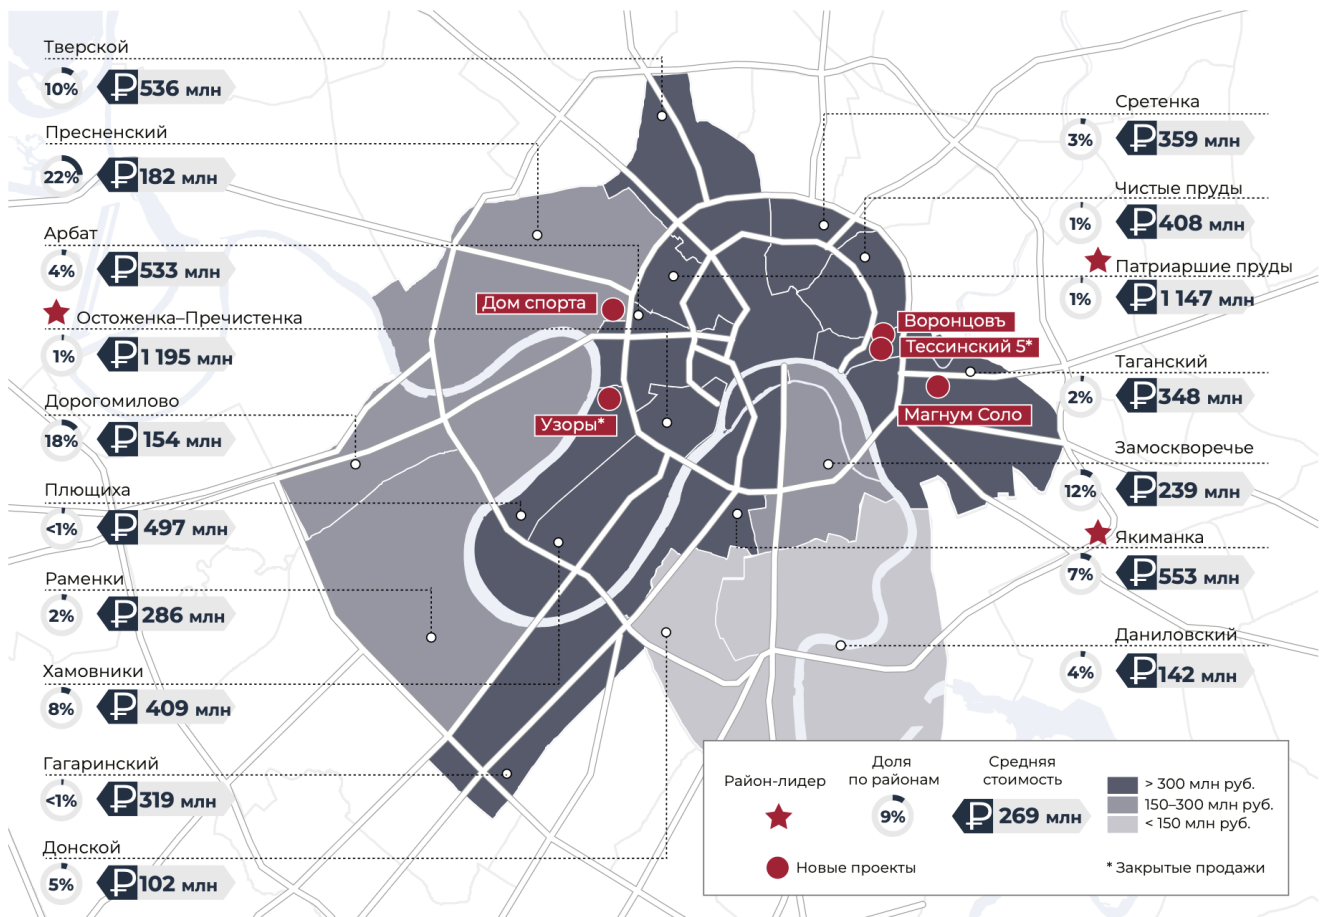 Тверской
10%
₽ 536 млн
Пресненский
22%
₽ 182 млн
Арбат
4%
₽ 533 млн
Остоженка–Пречистенка
1%
₽ 1 195 млн
Дорогомилово
18%
₽ 154 млн
Плющиха
<1%
₽ 497 млн
Раменки
2%
₽ 286 млн
Хамовники
8%
₽ 409 млн
Гагаринский
<1%
₽ 319 млн
Донской
5%
₽ 102 млн
Дом спорта
Узоры*
Воронцовъ
Тессинский 5*
Магнум Соло
Сретенка
3%
₽ 359 млн
Чистые пруды
1%
₽ 408 млн
Патриаршие пруды
1%
₽ 1 147 млн
Таганский
2%
₽ 348 млн
Замоскворечье
12%
₽ 239 млн
Якиманка
7%
₽ 553 млн
Даниловский
4%
₽ 142 млн
Район-лидер
Доля
по районам
9%
Средняя
стоимость
₽ 269 млн
> 300 млн руб.
150–300 млн руб.
< 150 млн руб.
Новые проекты
* Закрытые продажи